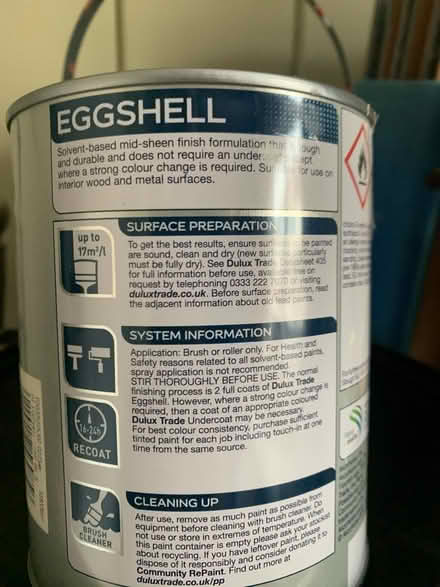 EGGSHELL
Solvent-based mid-sheen finish formulation tough
and durable and does not require an except
where a strong colour change is required. for use on
interior wood and metal surfaces.
up to
17m²/l
SURFACE PREPARATION
To get the best results, ensure to be painted
are sound, clean and dry (new particularly
must be fully dry). See Dulux Trade Datasheet 405
for full information before use, free on
request by telephoning 0333 222 or visiting
duluxtrade.co.uk. Before surface preparation, read
the adjacent information about old lead paints.
SYSTEM INFORMATION
Application: Brush or roller only. For Health and
Safety reasons related to all solvent-based paints,
spray application is not recommended.
STIR THOROUGHLY BEFORE USE. The normal
finishing process is 2 full coats of Dulux Trade
Eggshell. However, where a strong colour change is
required, then a coat of an appropriate coloured
Dulux Trade Undercoat may be necessary.
For best colour consistency, purchase sufficient
tinted paint for each job including touch-in at one
time from the same source.
16-24h
RECOAT
BRUSH
CLEANER
CLEANING UP
After use, remove as much paint as possible from
equipment before cleaning with brush cleaner. Do
not use or store in extremes of temperature. When
this paint container is empty please ask your stockist
about recycling. If you have leftover paint, please
dispose of it responsibly and consider donating it to
Community RePaint. Find out more at
duluxtrade.co.uk/pp